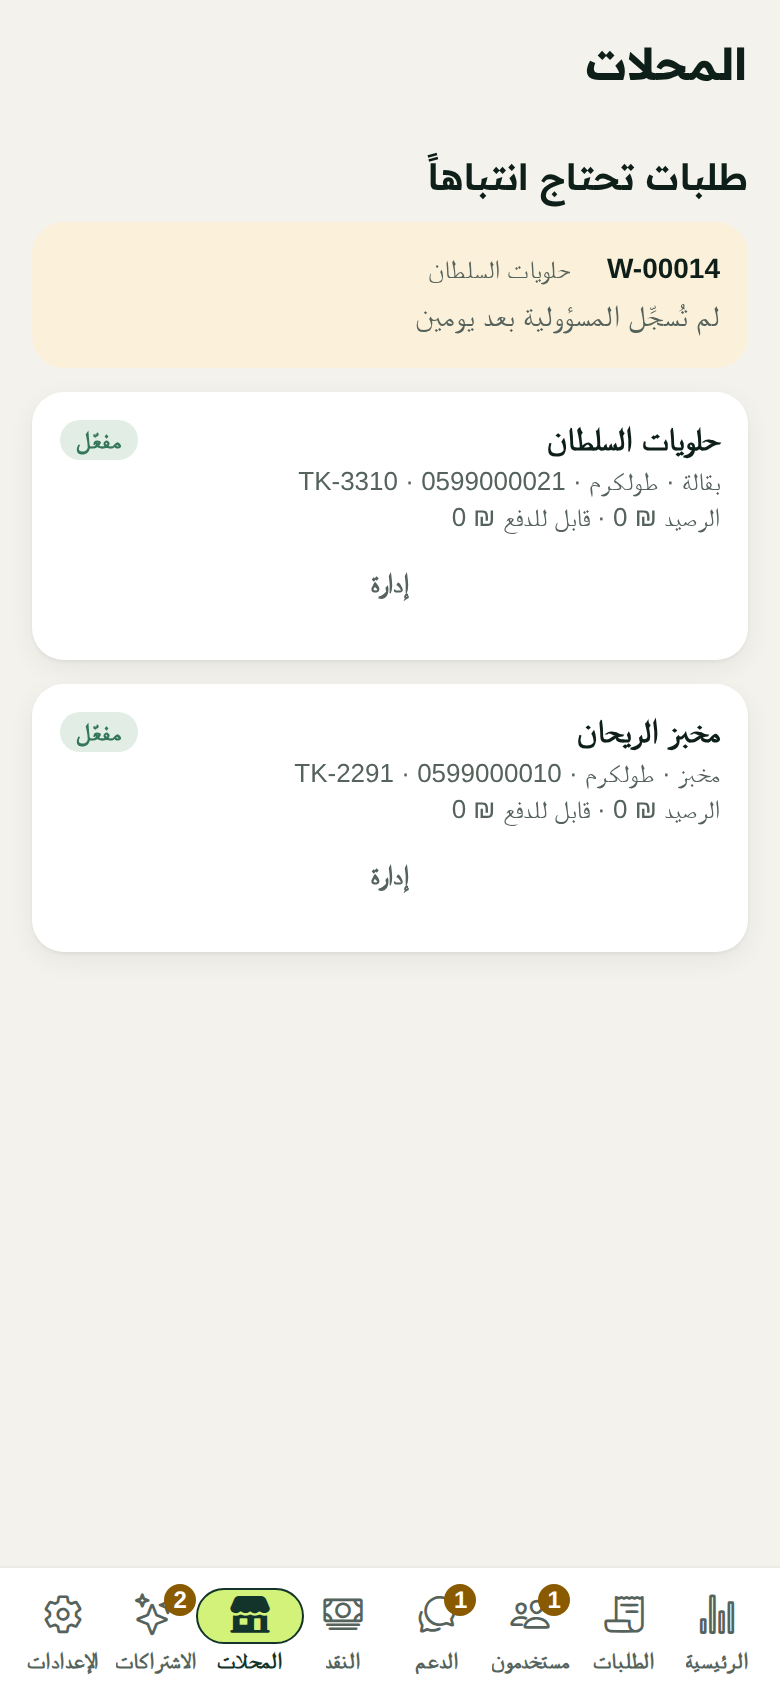 المحلات
طلبات تحتاج انتباهاً
W-00014 حلويات السلطان
لم تُسجَّل المسؤولية بعد يومين
حلويات السلطان مفعّل
بقالة · طولكرم · 0599000021 · TK-3310
الرصيد ₪ 0 · قابل للدفع ₪ 0
إدارة
مخبز الريحان مفعّل
مخبز · طولكرم · 0599000010 · TK-2291
الرصيد ₪ 0 · قابل للدفع ₪ 0
إدارة
1 1 2
الرئيسية الطلبات مستخدمون الدعم النقد المحلات الاشتراكات الإعدادات